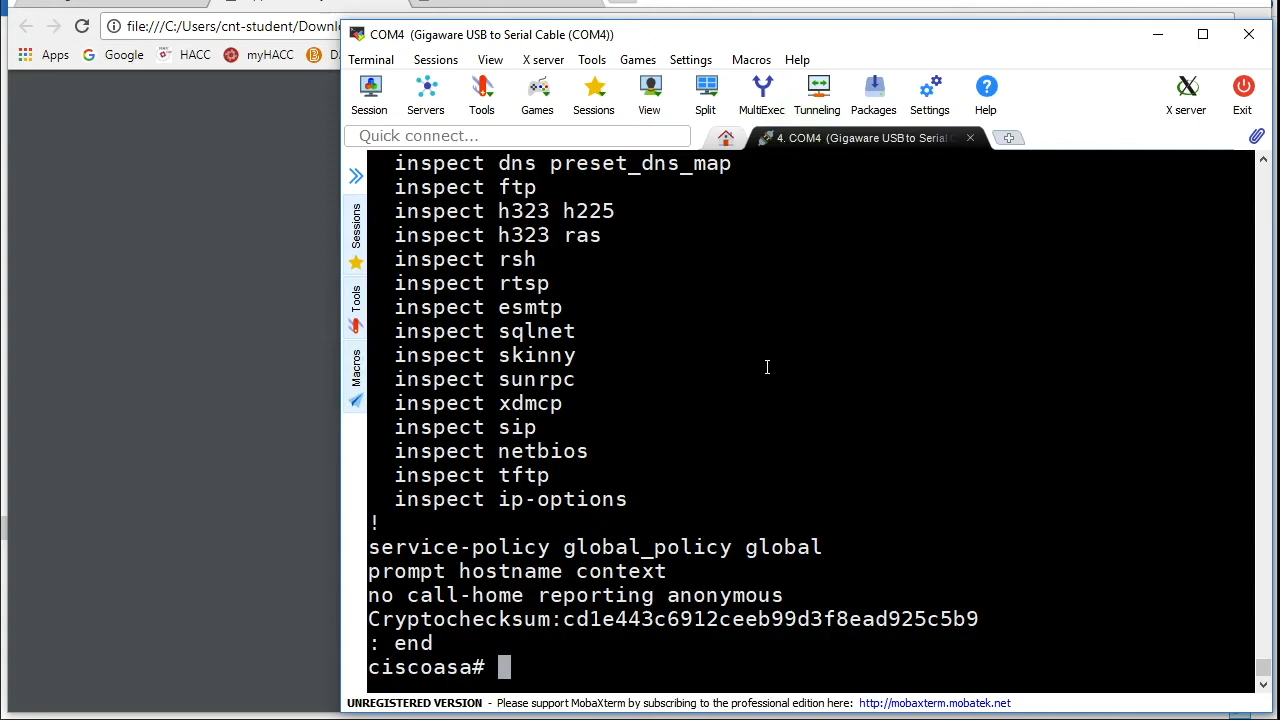 file:///C:/Users/cnt-student/Downl
Apps Google HACC myHACC
COM4 (Gigaware USB to Serial Cable (COM4))
Terminal Sessions View X server Tools Games Settings Macros Help
Session Servers Tools Games Sessions View Split MultiExec Tunneling Packages Settings Help X server Exit
Quick connect...
4. COM4 (Gigaware USB to Serial
Sessions
Tools
Macros
inspect dns preset_dns_map
inspect ftp
inspect h323 h225
inspect h323 ras
inspect rsh
inspect rtsp
inspect esmtp
inspect sqlnet
inspect skinny
inspect sunrpc
inspect xdmcp
inspect sip
inspect netbios
inspect tftp
inspect ip-options
!
service-policy global_policy global
prompt hostname context
no call-home reporting anonymous
Cryptochecksum:cd1e443c6912ceeb99d3f8ead925c5b9
: end
ciscoasa#
UNREGISTERED VERSION - Please support MobaXterm by subscribing to the professional edition here: http://mobaxterm.mobatek.net